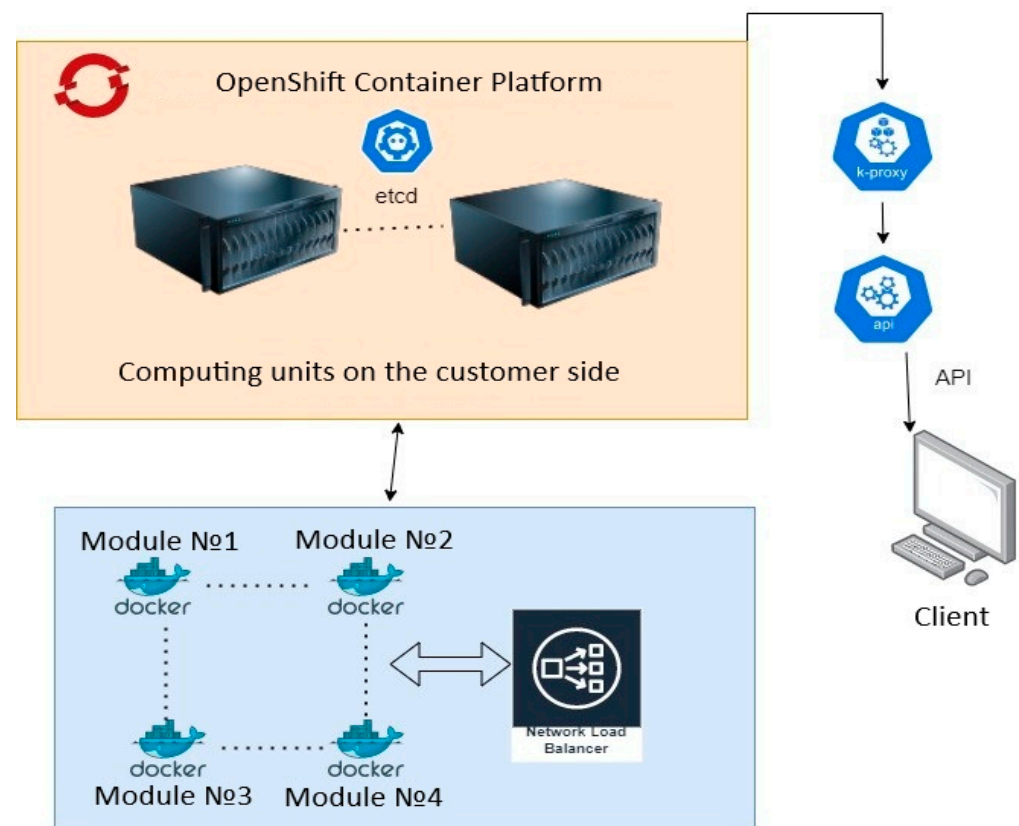 OpenShift Container Platform
etcd
Computing units on the customer side
k-proxy
api
API
Client
Module №1
Module №2
docker
docker
docker
docker
Module №3
Module №4
Network Load
Balancer